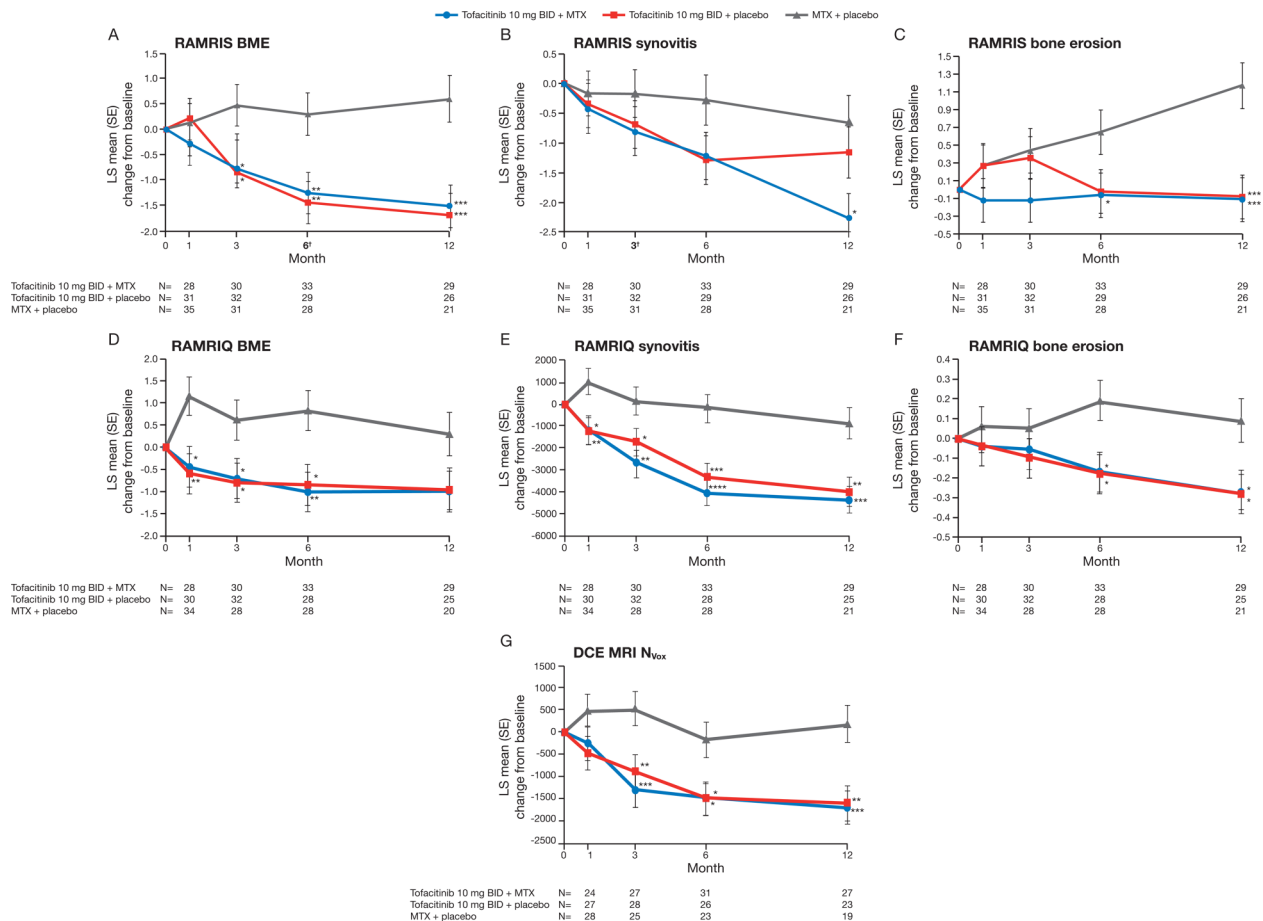 Tofacitinib 10 mg BID + MTX Tofacitinib 10 mg BID + placebo MTX + placebo
A RAMRIS BME
LS mean (SE)
change from baseline
1.5
1.0
0.5
0.0
-0.5
-1.0
-1.5
-2.0
* * ** ** *** ***
0 1 3 6† 12
Month
B RAMRIS synovitis
LS mean (SE)
change from baseline
0.5
0.0
-0.5
-1.0
-1.5
-2.0
-2.5
*
0 1 3† 6 12
Month
C RAMRIS bone erosion
LS mean (SE)
change from baseline
1.5
1.3
1.1
0.9
0.7
0.5
0.3
0.1
-0.1
-0.3
-0.5
* *** ***
0 1 3 6 12
Month
Tofacitinib 10 mg BID + MTX N= 28 30 33 29 N= 28 30 33 29 N= 28 30 33 29
Tofacitinib 10 mg BID + placebo N= 31 32 29 26 N= 31 32 29 26 N= 31 32 29 26
MTX + placebo N= 35 31 28 21 N= 35 31 28 21 N= 35 31 28 21
D RAMRIQ BME
LS mean (SE)
change from baseline
2.0
1.5
1.0
0.5
0.0
-0.5
-1.0
-1.5
-2.0
* ** * * * **
0 1 3 6 12
Month
E RAMRIQ synovitis
LS mean (SE)
change from baseline
2000
1000
0
-1000
-2000
-3000
-4000
-5000
-6000
* ** * ** *** **** ** ***
0 1 3 6 12
Month
F RAMRIQ bone erosion
LS mean (SE)
change from baseline
0.4
0.3
0.2
0.1
0.0
-0.1
-0.2
-0.3
-0.4
-0.5
* * * *
0 1 3 6 12
Month
Tofacitinib 10 mg BID + MTX N= 28 30 33 29 N= 28 30 33 29 N= 28 30 33 29
Tofacitinib 10 mg BID + placebo N= 30 32 28 25 N= 30 32 28 25 N= 30 32 28 25
MTX + placebo N= 34 28 28 20 N= 34 28 28 21 N= 34 28 28 21
G DCE MRI NVox
LS mean (SE)
change from baseline
1500
1000
500
0
-500
-1000
-1500
-2000
-2500
** *** * * ** ***
0 1 3 6 12
Month
Tofacitinib 10 mg BID + MTX N= 24 27 31 27
Tofacitinib 10 mg BID + placebo N= 27 28 26 23
MTX + placebo N= 28 25 23 19